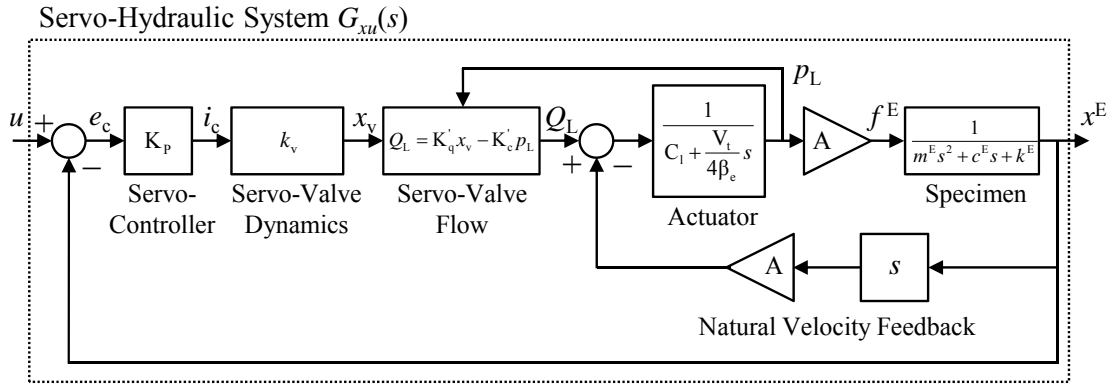 Servo-Hydraulic System G_xu(s)
u
+
−
e_c
K_P
i_c
k_v
x_v
Q_L = K'_q x_v − K'_c p_L
Q_L
+
−
1
C_l + V_t/4β_e s
p_L
A
f^E
1
m^E s^2 + c^E s + k^E
x^E
Servo-
Controller
Servo-Valve
Dynamics
Servo-Valve
Flow
Actuator
Specimen
A
s
Natural Velocity Feedback